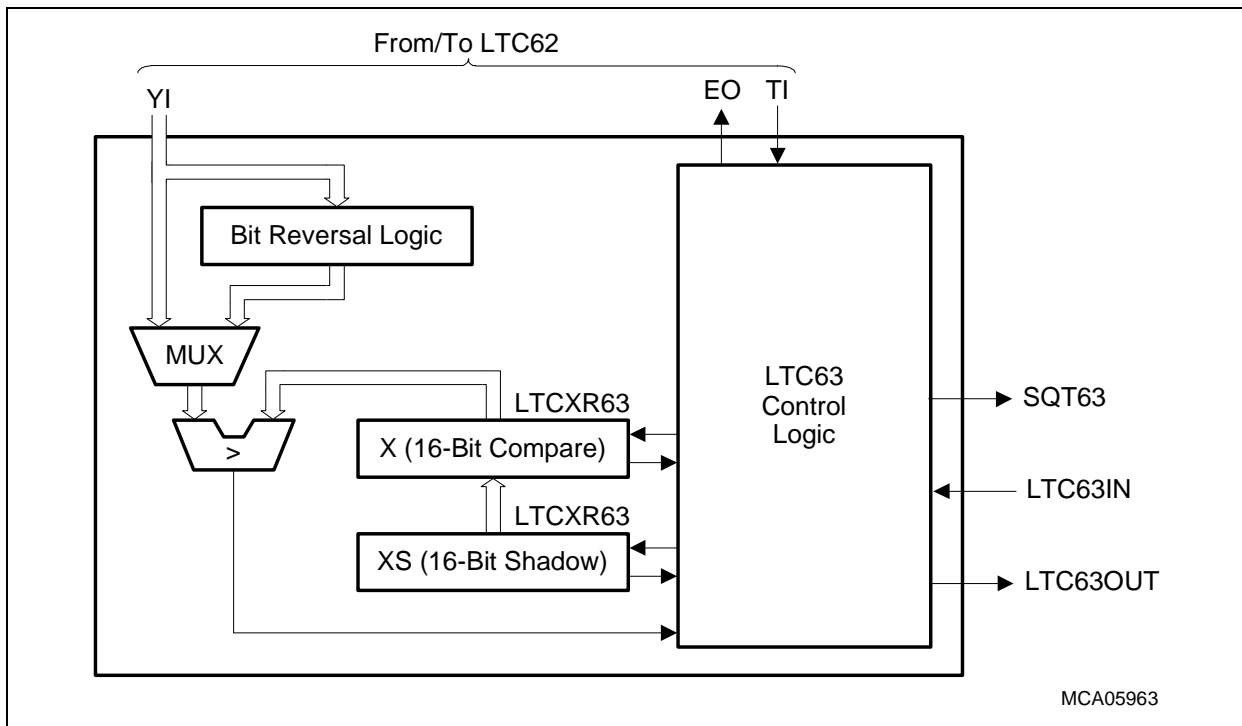 From/To LTC62
YI
EO
TI
Bit Reversal Logic
MUX
>
LTCXR63
X (16-Bit Compare)
LTCXR63
XS (16-Bit Shadow)
LTC63
Control
Logic
SQT63
LTC63IN
LTC63OUT
MCA05963